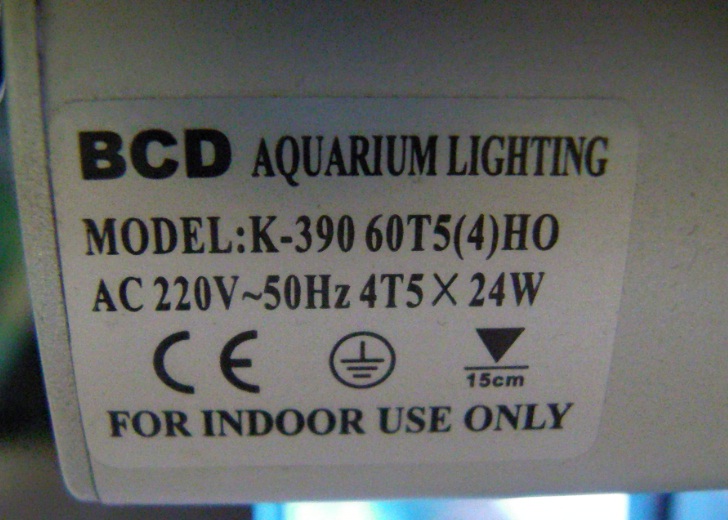 BCD AQUARIUM LIGHTING
MODEL:K-390 60T5(4)HO
AC 220V~50Hz 4T5×24W
CE
15cm
FOR INDOOR USE ONLY